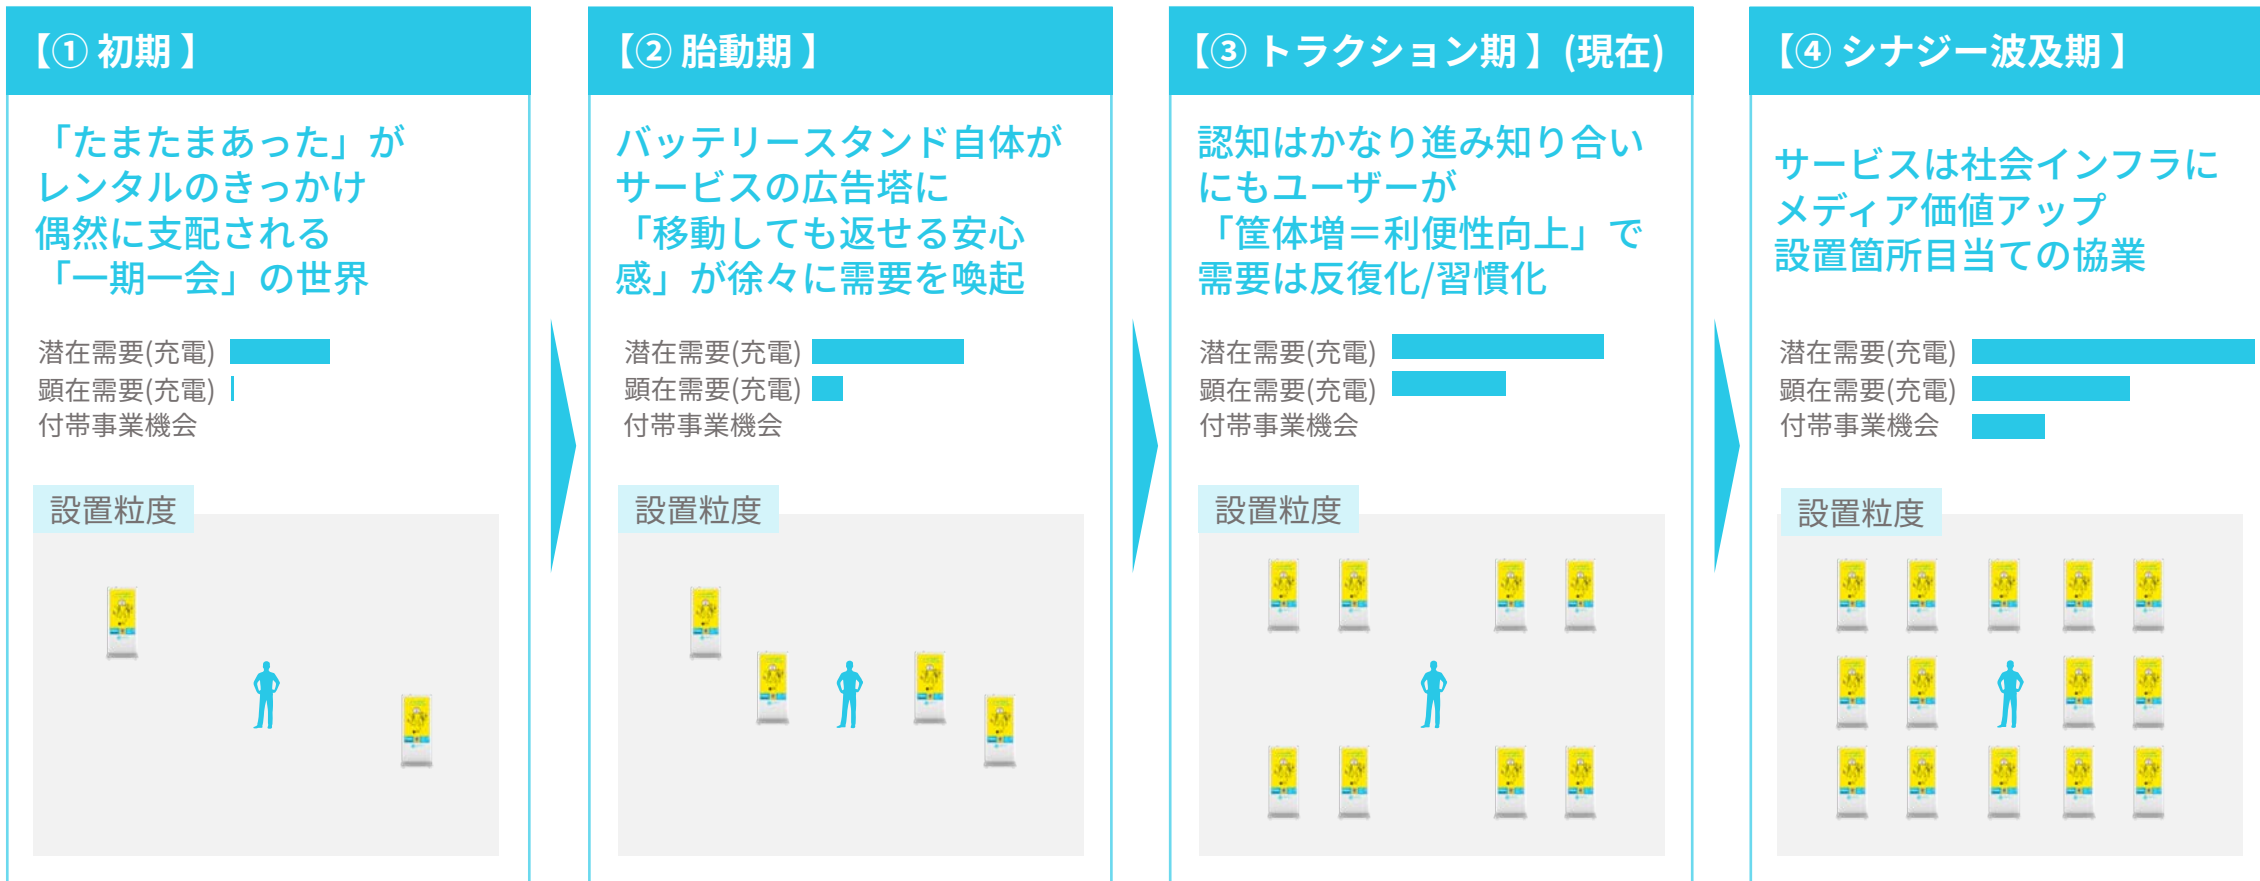 【① 初期 】
「たまたまあった」が
レンタルのきっかけ
偶然に支配される
「一期一会」の世界
潜在需要(充電)
顕在需要(充電)
付帯事業機会
設置粒度
【② 胎動期 】
バッテリースタンド自体が
サービスの広告塔に
「移動しても返せる安心
感」が徐々に需要を喚起
潜在需要(充電)
顕在需要(充電)
付帯事業機会
設置粒度
【③ トラクション期 】(現在)
認知はかなり進み知り合い
にもユーザーが
「筐体増＝利便性向上」で
需要は反復化/習慣化
潜在需要(充電)
顕在需要(充電)
付帯事業機会
設置粒度
【④ シナジー波及期 】
サービスは社会インフラに
メディア価値アップ
設置箇所目当ての協業
潜在需要(充電)
顕在需要(充電)
付帯事業機会
設置粒度